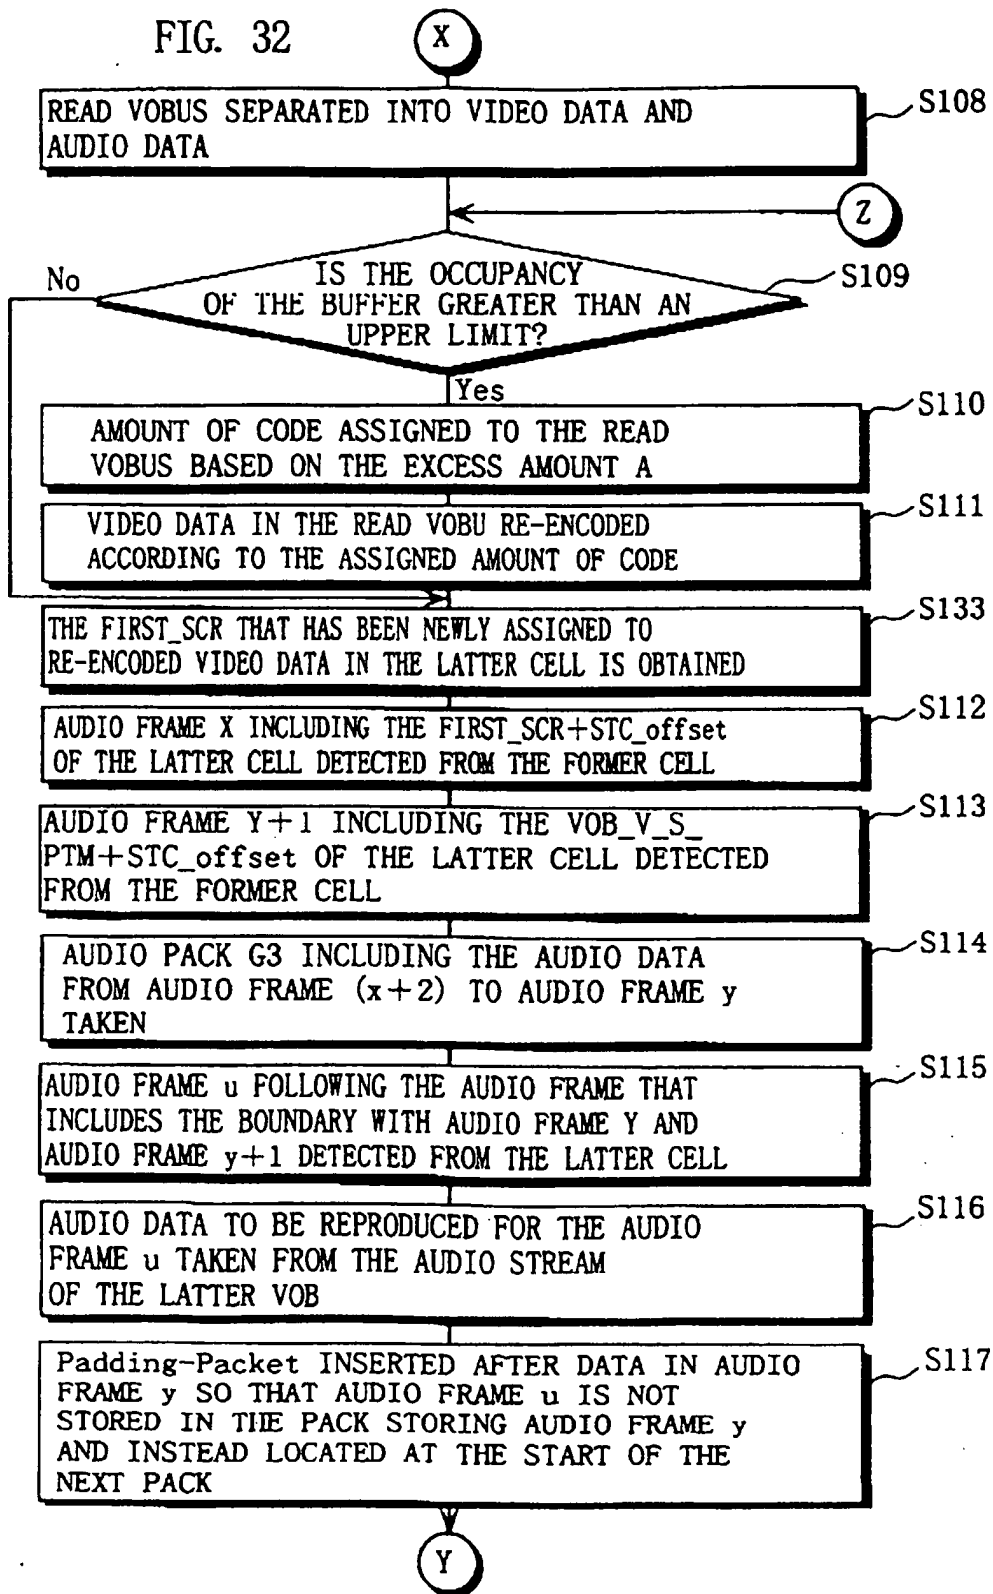 FIG. 32
X
READ VOBUS SEPARATED INTO VIDEO DATA AND
AUDIO DATA
S108
Z
No
IS THE OCCUPANCY
OF THE BUFFER GREATER THAN AN
UPPER LIMIT?
S109
Yes
AMOUNT OF CODE ASSIGNED TO THE READ
VOBUS BASED ON THE EXCESS AMOUNT A
S110
VIDEO DATA IN THE READ VOBU RE-ENCODED
ACCORDING TO THE ASSIGNED AMOUNT OF CODE
S111
THE FIRST_SCR THAT HAS BEEN NEWLY ASSIGNED TO
RE-ENCODED VIDEO DATA IN THE LATTER CELL IS OBTAINED
S133
AUDIO FRAME X INCLUDING THE FIRST_SCR+STC_offset
OF THE LATTER CELL DETECTED FROM THE FORMER CELL
S112
AUDIO FRAME Y+1 INCLUDING THE VOB_V_S_
PTM+STC_offset OF THE LATTER CELL DETECTED
FROM THE FORMER CELL
S113
AUDIO PACK G3 INCLUDING THE AUDIO DATA
FROM AUDIO FRAME (x+2) TO AUDIO FRAME y
TAKEN
S114
AUDIO FRAME u FOLLOWING THE AUDIO FRAME THAT
INCLUDES THE BOUNDARY WITH AUDIO FRAME Y AND
AUDIO FRAME y+1 DETECTED FROM THE LATTER CELL
S115
AUDIO DATA TO BE REPRODUCED FOR THE AUDIO
FRAME u TAKEN FROM THE AUDIO STREAM
OF THE LATTER VOB
S116
Padding-Packet INSERTED AFTER DATA IN AUDIO
FRAME y SO THAT AUDIO FRAME u IS NOT
STORED IN THE PACK STORING AUDIO FRAME y
AND INSTEAD LOCATED AT THE START OF THE
NEXT PACK
S117
Y